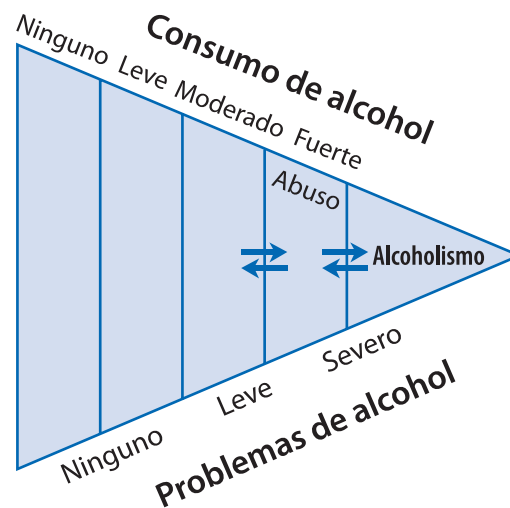 Consumo de alcohol
Ninguno Leve Moderado Fuerte
Abuso
Alcoholismo
Ninguno Leve Severo
Problemas de alcohol